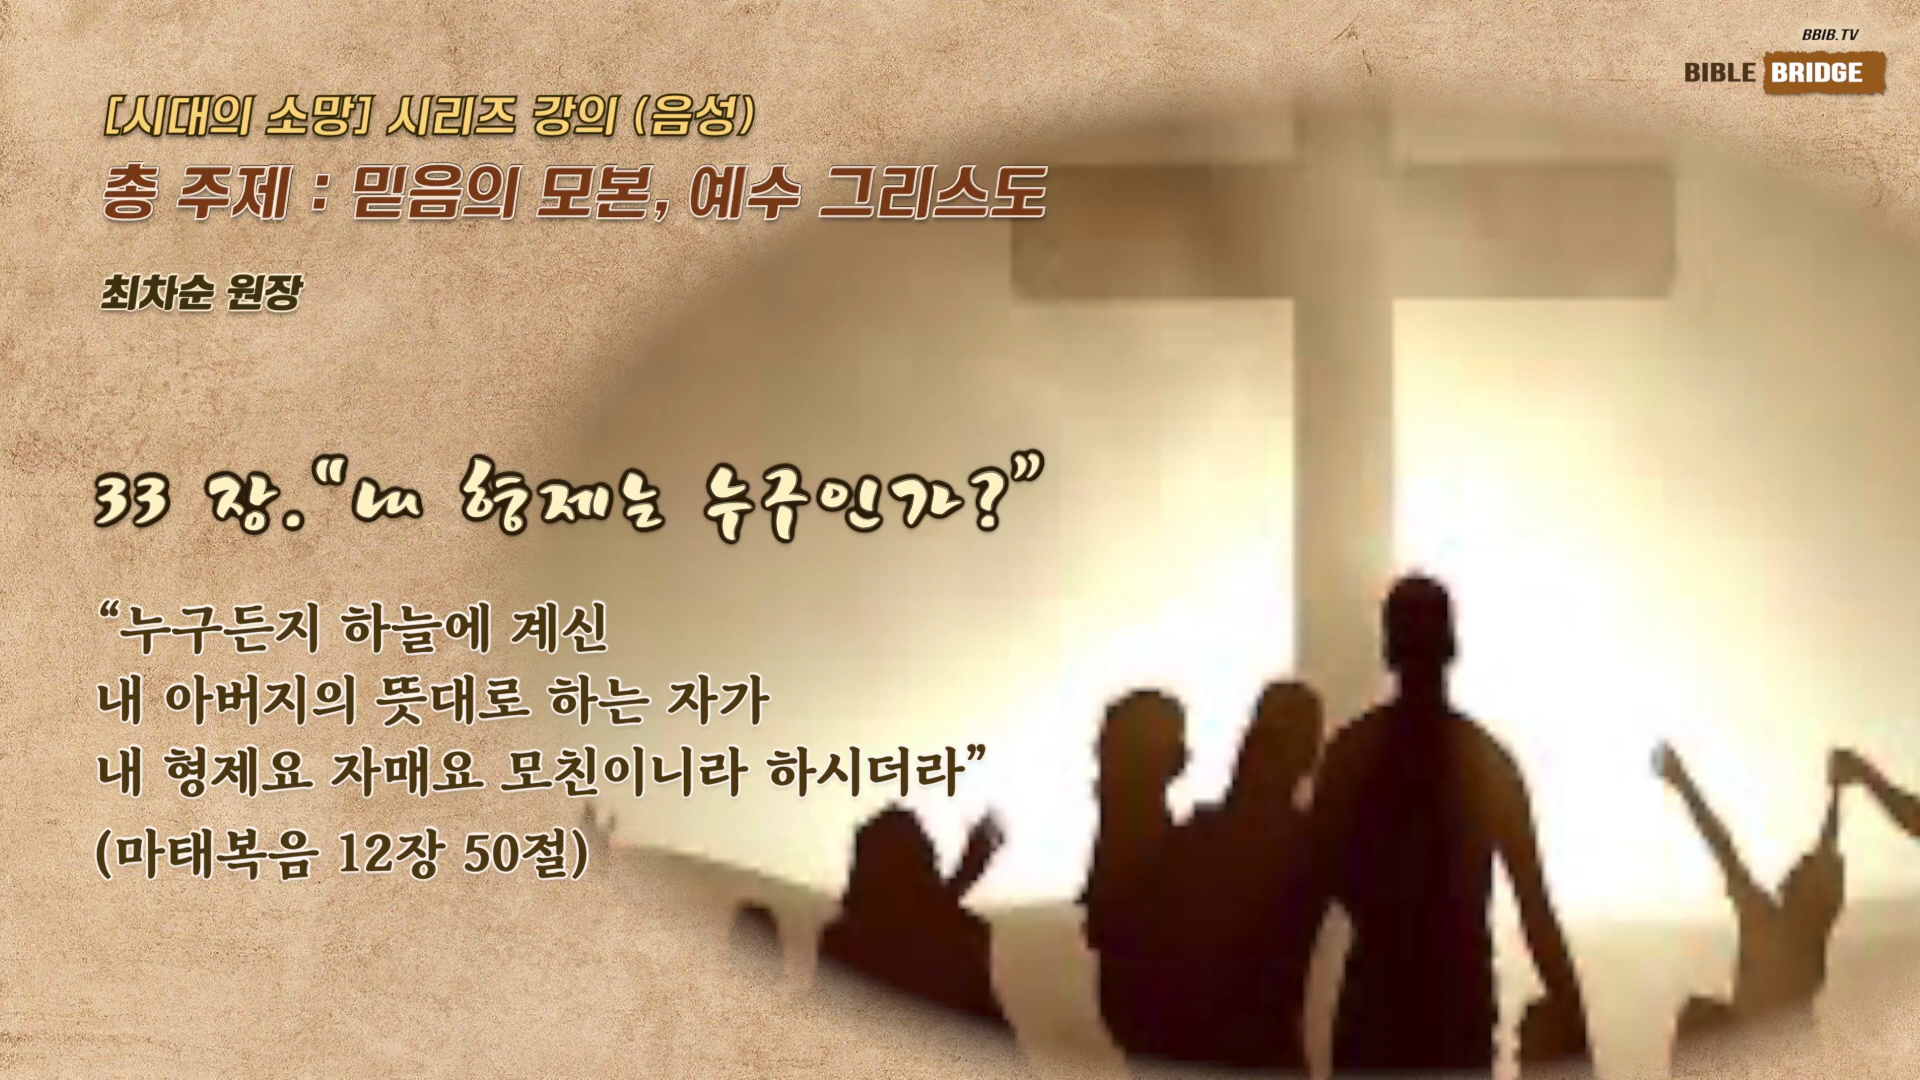 BBIB.TV
BIBLE BRIDGE
[시대의 소망] 시리즈 강의 (음성)
총 주제 : 믿음의 모본, 예수 그리스도
최차순 원장
33 장. “내 형제는 누구인가?”
“누구든지 하늘에 계신
내 아버지의 뜻대로 하는 자가
내 형제요 자매요 모친이니라 하시더라”
(마태복음 12장 50절)